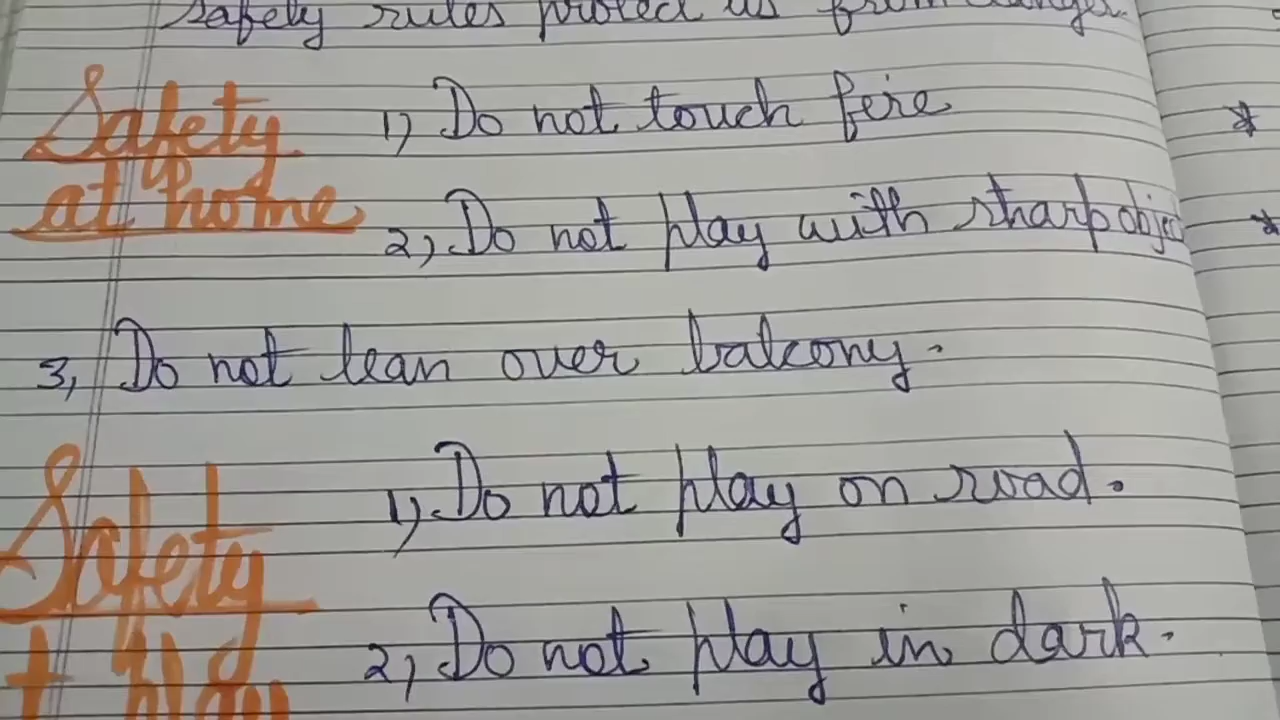 safety rules protect us from danger.
Safety
at home
1) Do not touch fire
2) Do not play with sharp objec
3) Do not lean over balcony.
Safety
t play
1) Do not play on road.
2) Do not play in dark.